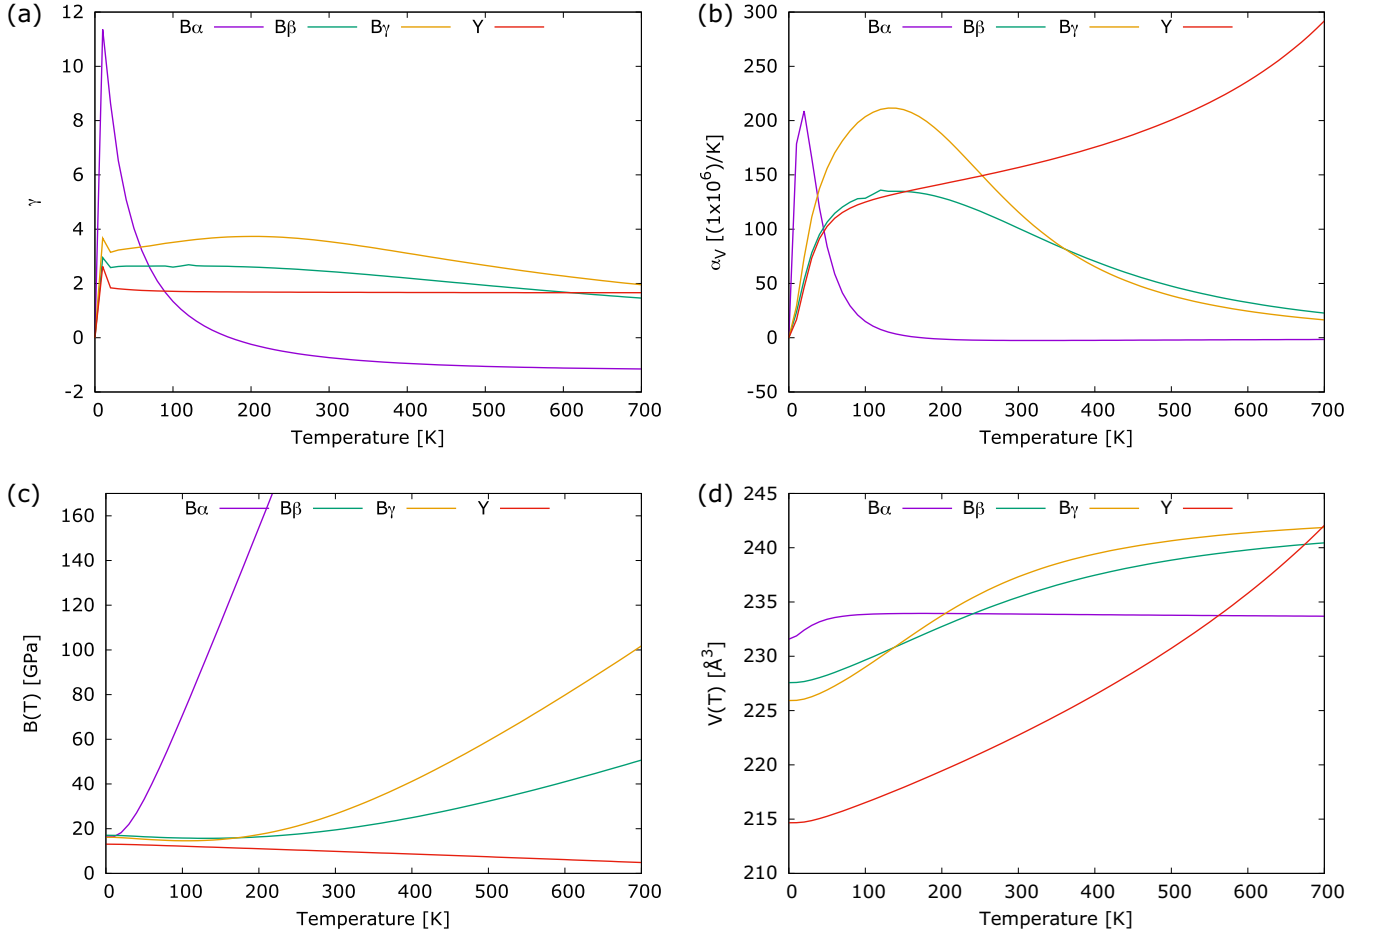 (a)
Bα Bβ Bγ Y
12
10
8
6
4
2
0
-2
γ
0 100 200 300 400 500 600 700
Temperature [K]
(b)
Bα Bβ Bγ Y
300
250
200
150
100
50
0
-50
αV [(1x10⁶)/K]
0 100 200 300 400 500 600 700
Temperature [K]
(c)
Bα Bβ Bγ Y
160
140
120
100
80
60
40
20
0
B(T) [GPa]
0 100 200 300 400 500 600 700
Temperature [K]
(d)
Bα Bβ Bγ Y
245
240
235
230
225
220
215
210
V(T) [Å³]
0 100 200 300 400 500 600 700
Temperature [K]